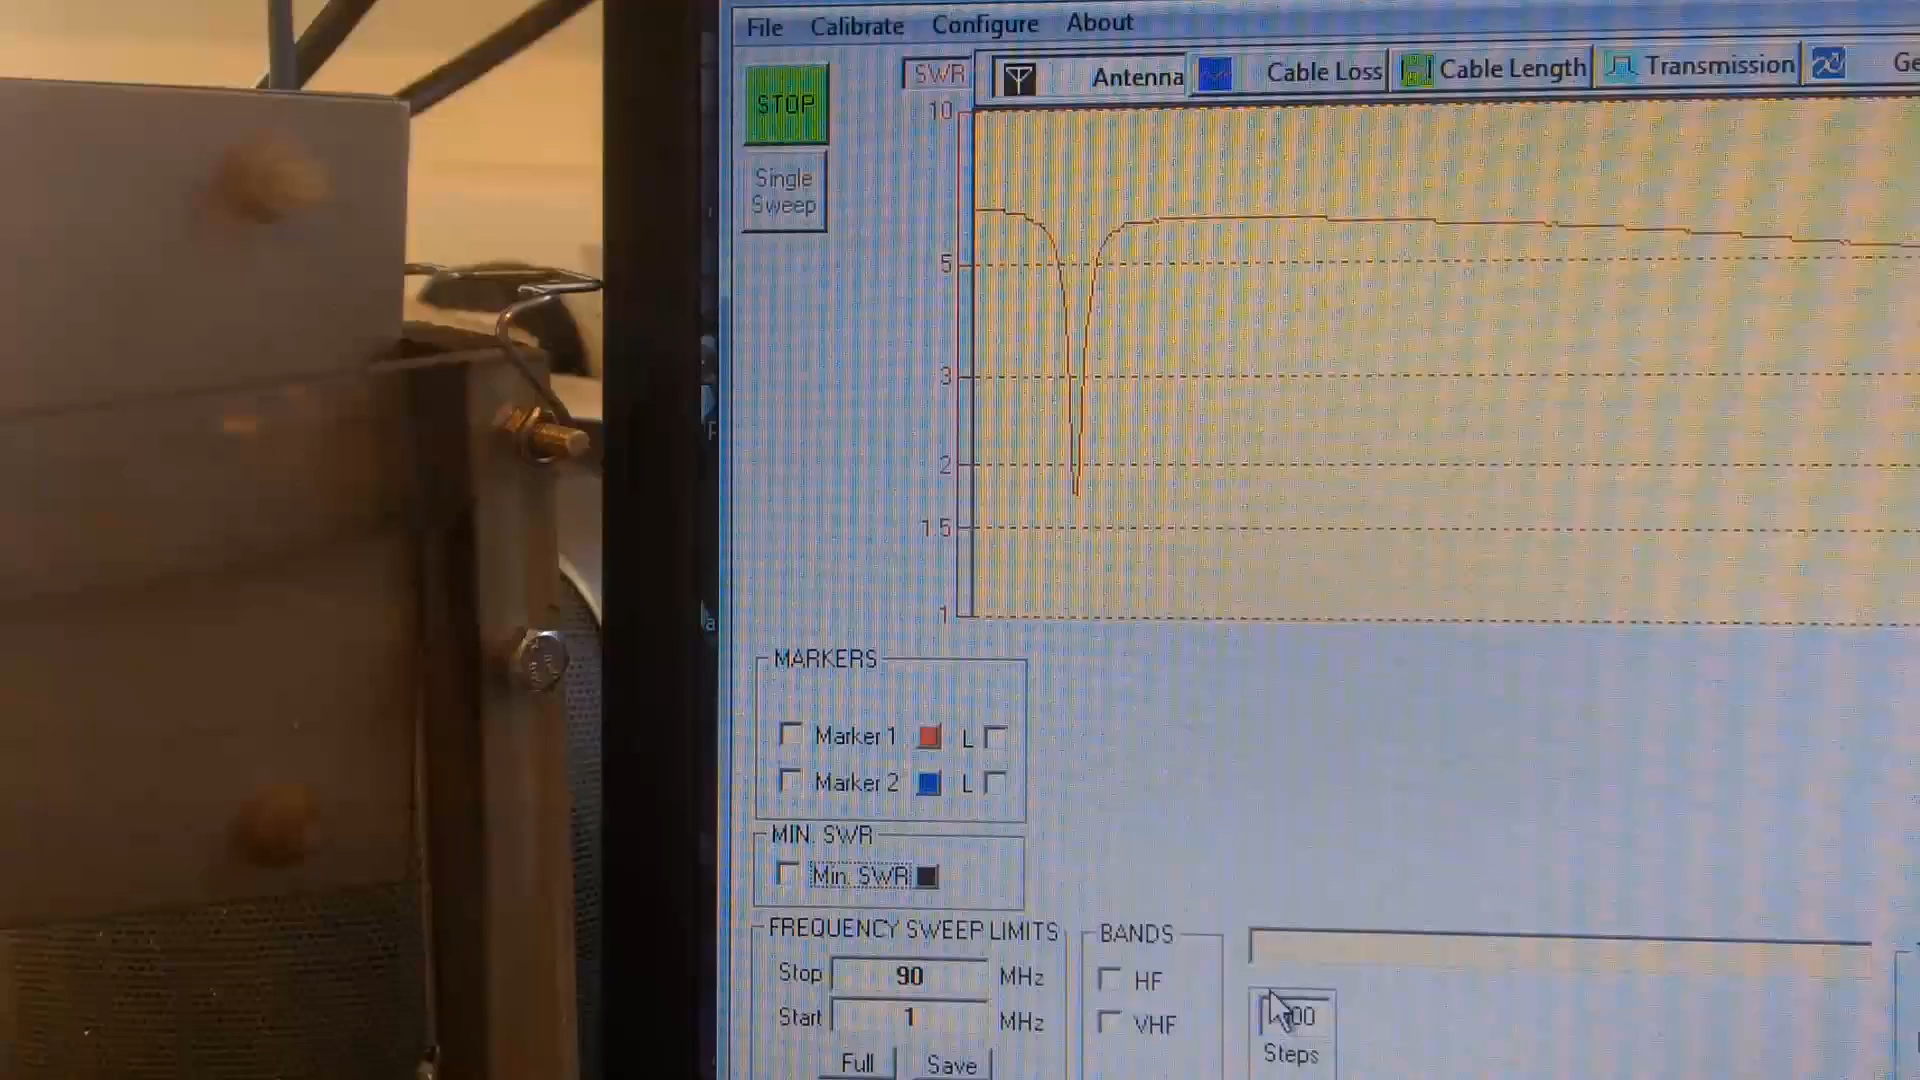 File Calibrate Configure About
STOP
Single
Sweep
SWR
Antenna Cable Loss Cable Length Transmission
10
5
3
2
1.5
1
MARKERS
Marker 1 L
Marker 2 L
MIN. SWR
Min. SWR
FREQUENCY SWEEP LIMITS
Stop 90 MHz
Start 1 MHz
Full Save
BANDS
HF
VHF
Steps